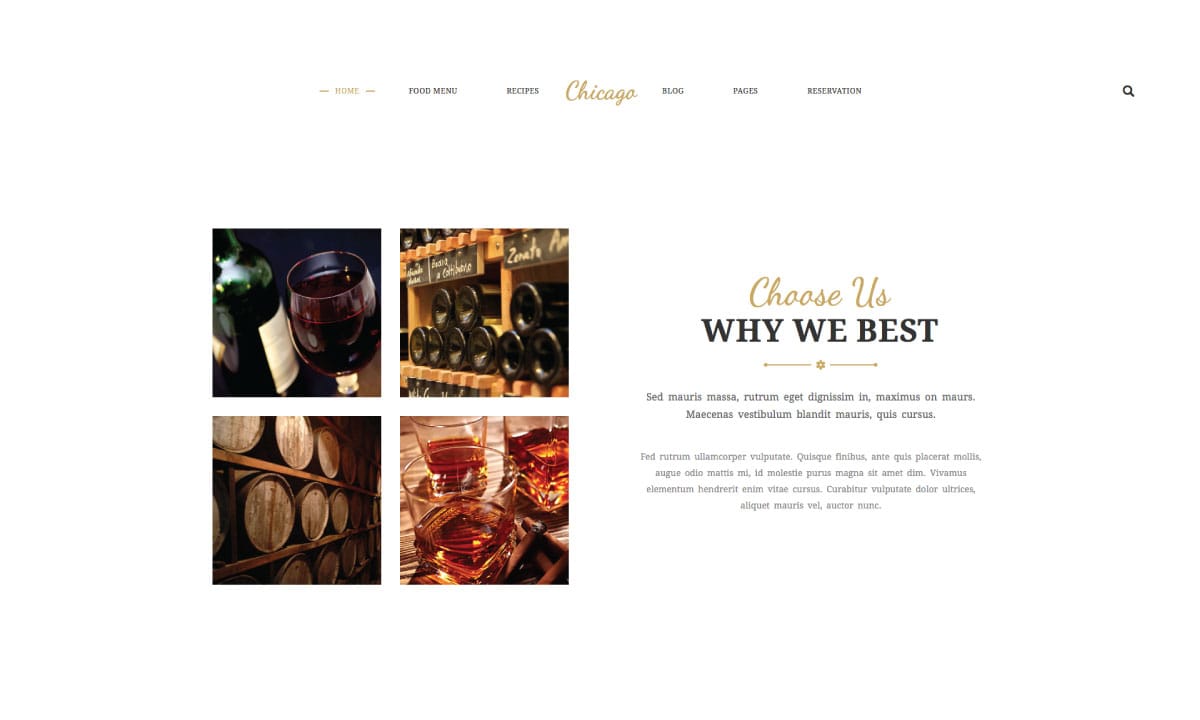 HOME FOOD MENU RECIPES Chicago BLOG PAGES RESERVATION
Zonato
Bocia
a Coltibuono
Choose Us
WHY WE BEST
Sed mauris massa, rutrum eget dignissim in, maximus on maurs.
Maecenas vestibulum blandit mauris, quis cursus.
Fed rutrum ullamcorper vulputate. Quisque finibus, ante quis placerat mollis,
augue odio mattis mi, id molestie purus magna sit amet dim. Vivamus
elementum hendrerit enim vitae cursus. Curabitur vulputate dolor ultrices,
aliquet mauris vel, auctor nunc.